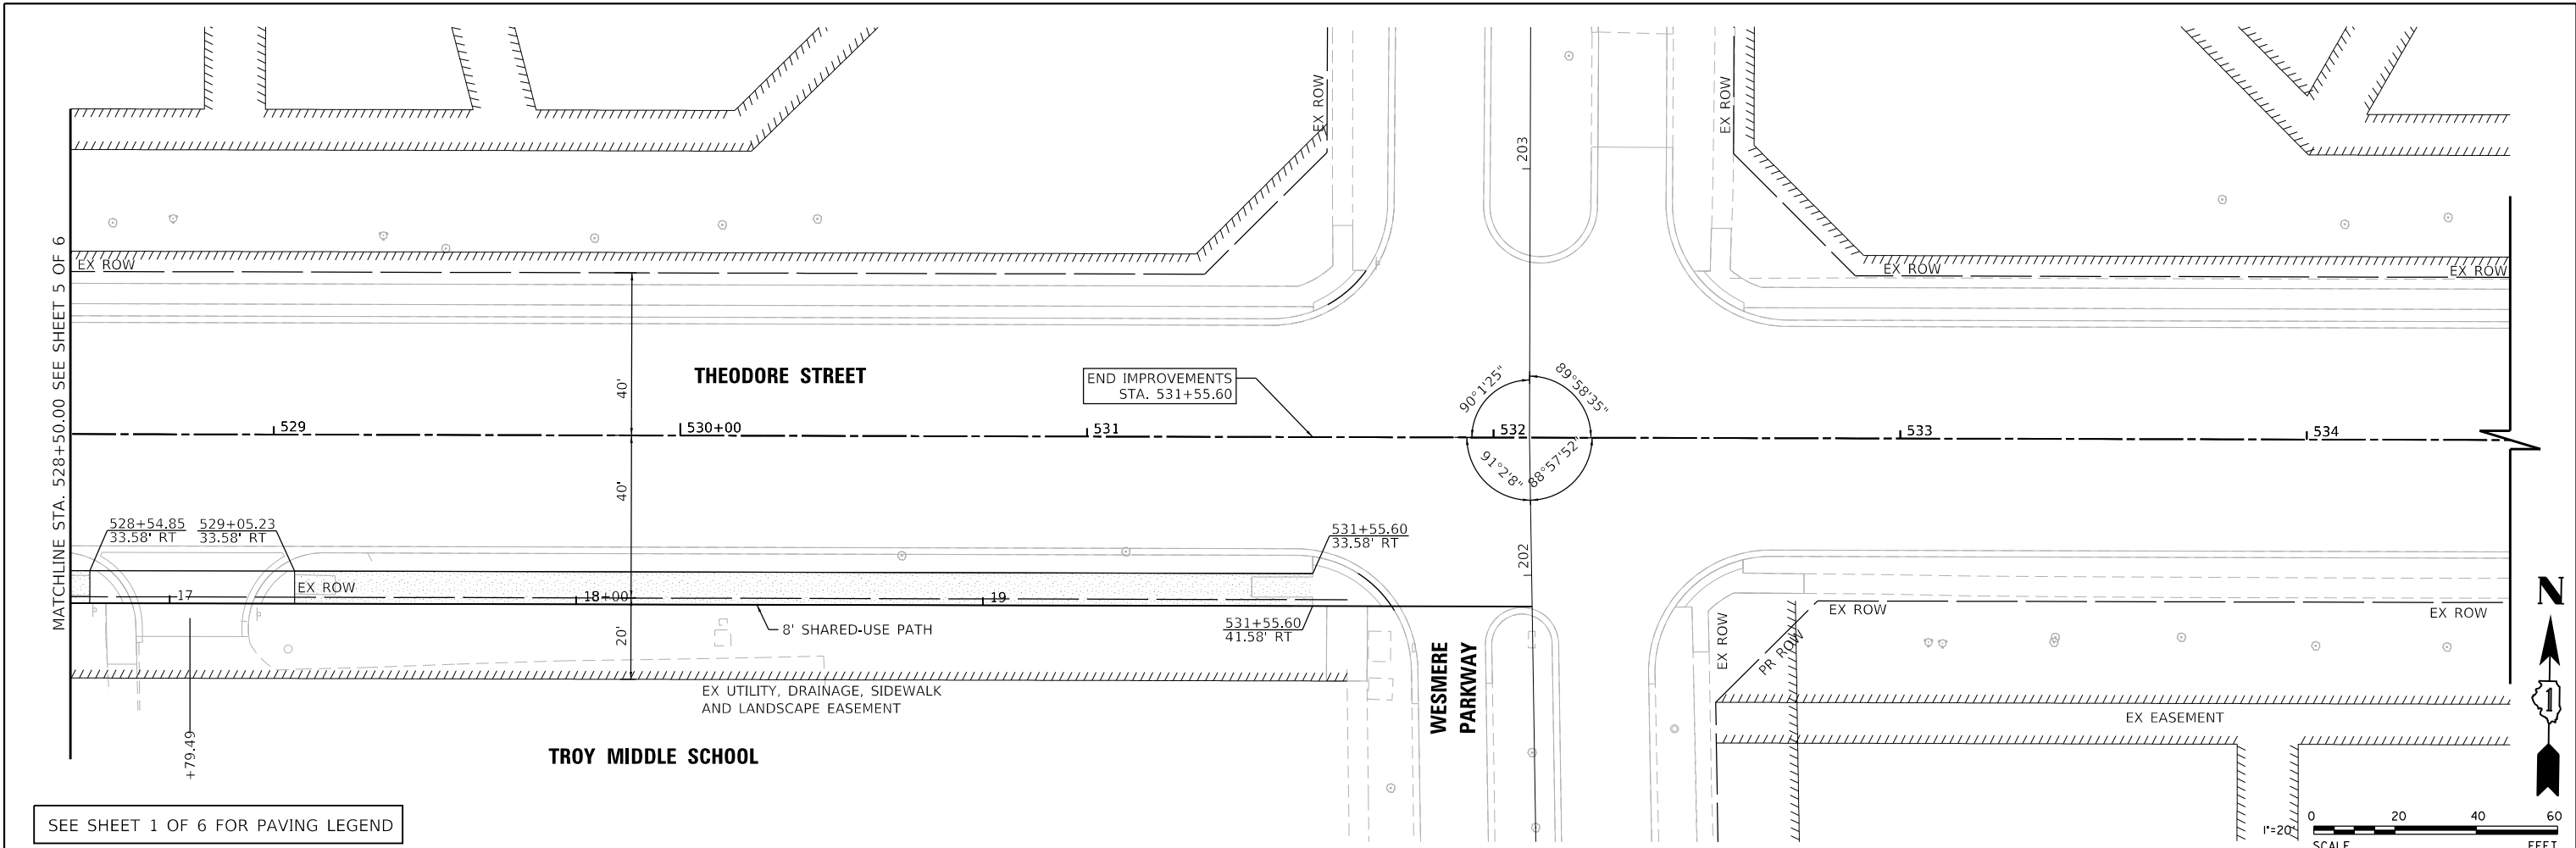 EX ROW
EX ROW
203
MATCHLINE STA. 528+50.00 SEE SHEET 5 OF 6
EX ROW
EX ROW
EX ROW
THEODORE STREET
40'
END IMPROVEMENTS
STA. 531+55.60
90°1'25"
89°58'35"
529
530+00
531
532
533
534
40'
91°2'8"
88°57'52"
528+54.85
33.58' RT
529+05.23
33.58' RT
531+55.60
33.58' RT
202
EX ROW
17
18+00
19
8' SHARED-USE PATH
531+55.60
41.58' RT
20'
EX ROW
EX ROW
EX ROW
PR ROW
N
1
WESMERE
PARKWAY
EX UTILITY, DRAINAGE, SIDEWALK
AND LANDSCAPE EASEMENT
EX EASEMENT
+79.49
TROY MIDDLE SCHOOL
SEE SHEET 1 OF 6 FOR PAVING LEGEND
0 20 40 60
1"=20'
SCALE FEET